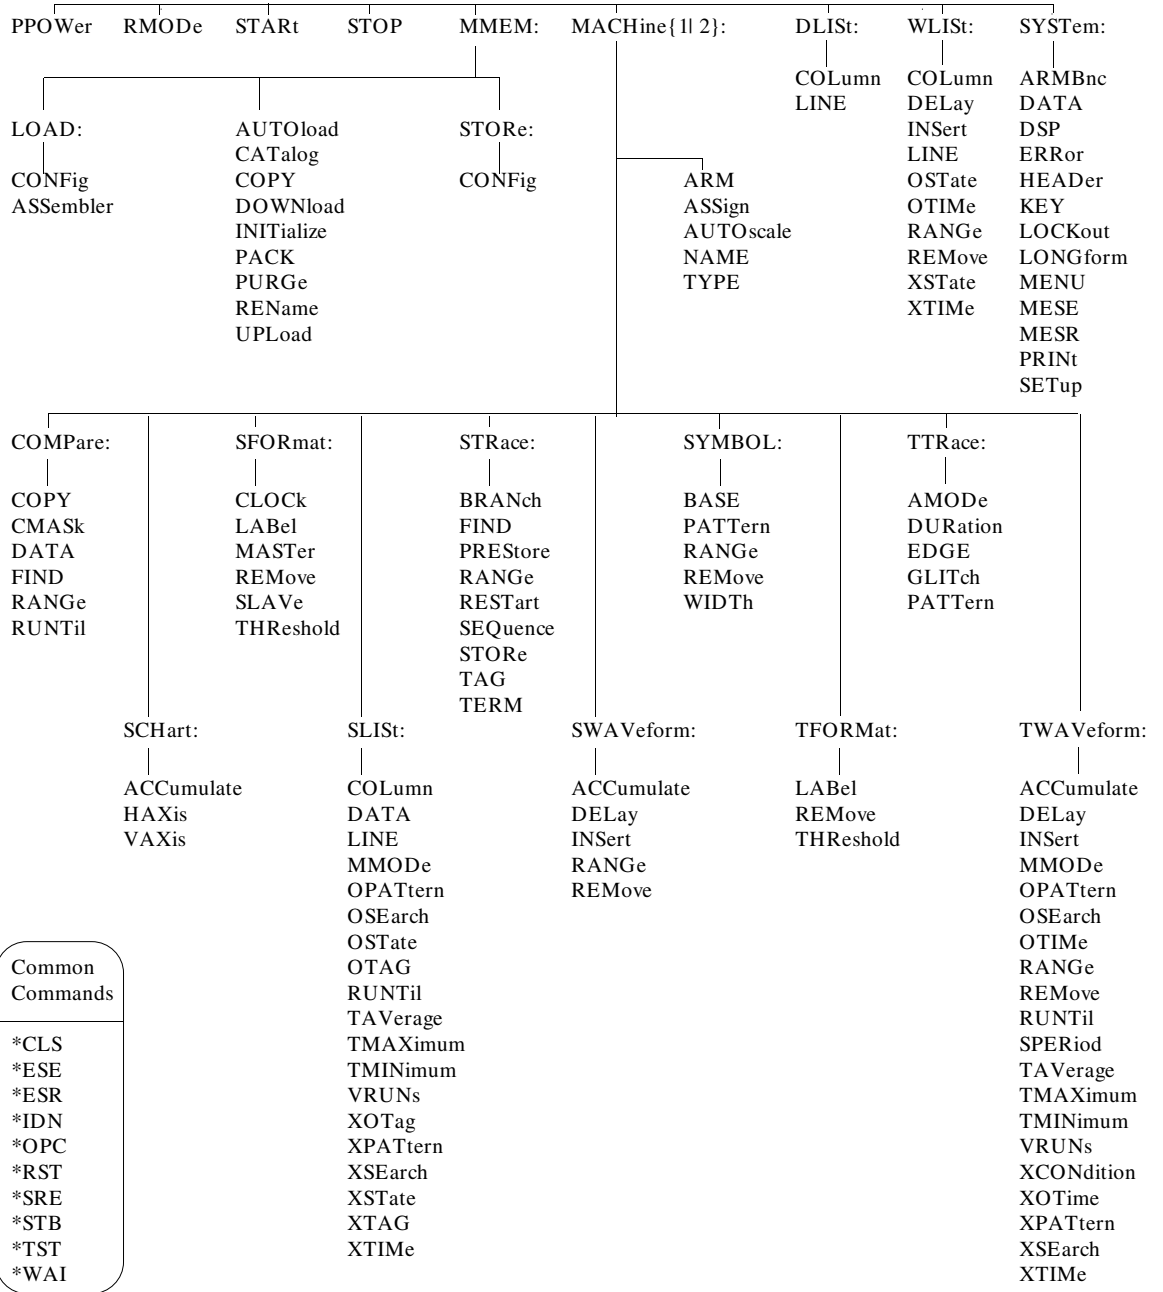 PPOWer RMODe STARt STOP MMEM: MACHine{1| 2}: DLISt: WLISt: SYSTem:
COLumn
LINE
COLumn
DELay
INSert
LINE
OSTate
OTIMe
RANGe
REMove
XSTate
XTIMe
ARMBnc
DATA
DSP
ERRor
HEADer
KEY
LOCKout
LONGform
MENU
MESE
MESR
PRINt
SETup
LOAD:
CONFig
ASSembler
AUTOload
CATalog
COPY
DOWNload
INITialize
PACK
PURGe
REName
UPLoad
STORe:
CONFig
ARM
ASSign
AUTOscale
NAME
TYPE
COMPare:
COPY
CMASk
DATA
FIND
RANGe
RUNTil
SFORmat:
CLOCk
LABel
MASTer
REMove
SLAVe
THReshold
STRace:
BRANch
FIND
PREStore
RANGe
RESTart
SEQuence
STORe
TAG
TERM
SYMBOL:
BASE
PATTern
RANGe
REMove
WIDTh
TTRace:
AMODe
DURation
EDGE
GLITch
PATTern
SCHart:
ACCumulate
HAXis
VAXis
SLISt:
COLumn
DATA
LINE
MMODe
OPATtern
OSEarch
OSTate
OTAG
RUNTil
TAVerage
TMAXimum
TMINimum
VRUNs
XOTag
XPATtern
XSEarch
XSTate
XTAG
XTIMe
SWAVeform:
ACCumulate
DELay
INSert
RANGe
REMove
TFORMat:
LABel
REMove
THReshold
TWAVeform:
ACCumulate
DELay
INSert
MMODe
OPATtern
OSEarch
OTIMe
RANGe
REMove
RUNTil
SPERiod
TAVerage
TMAXimum
TMINimum
VRUNs
XCONdition
XOTime
XPATtern
XSEarch
XTIMe
Common
Commands
*CLS
*ESE
*ESR
*IDN
*OPC
*RST
*SRE
*STB
*TST
*WAI